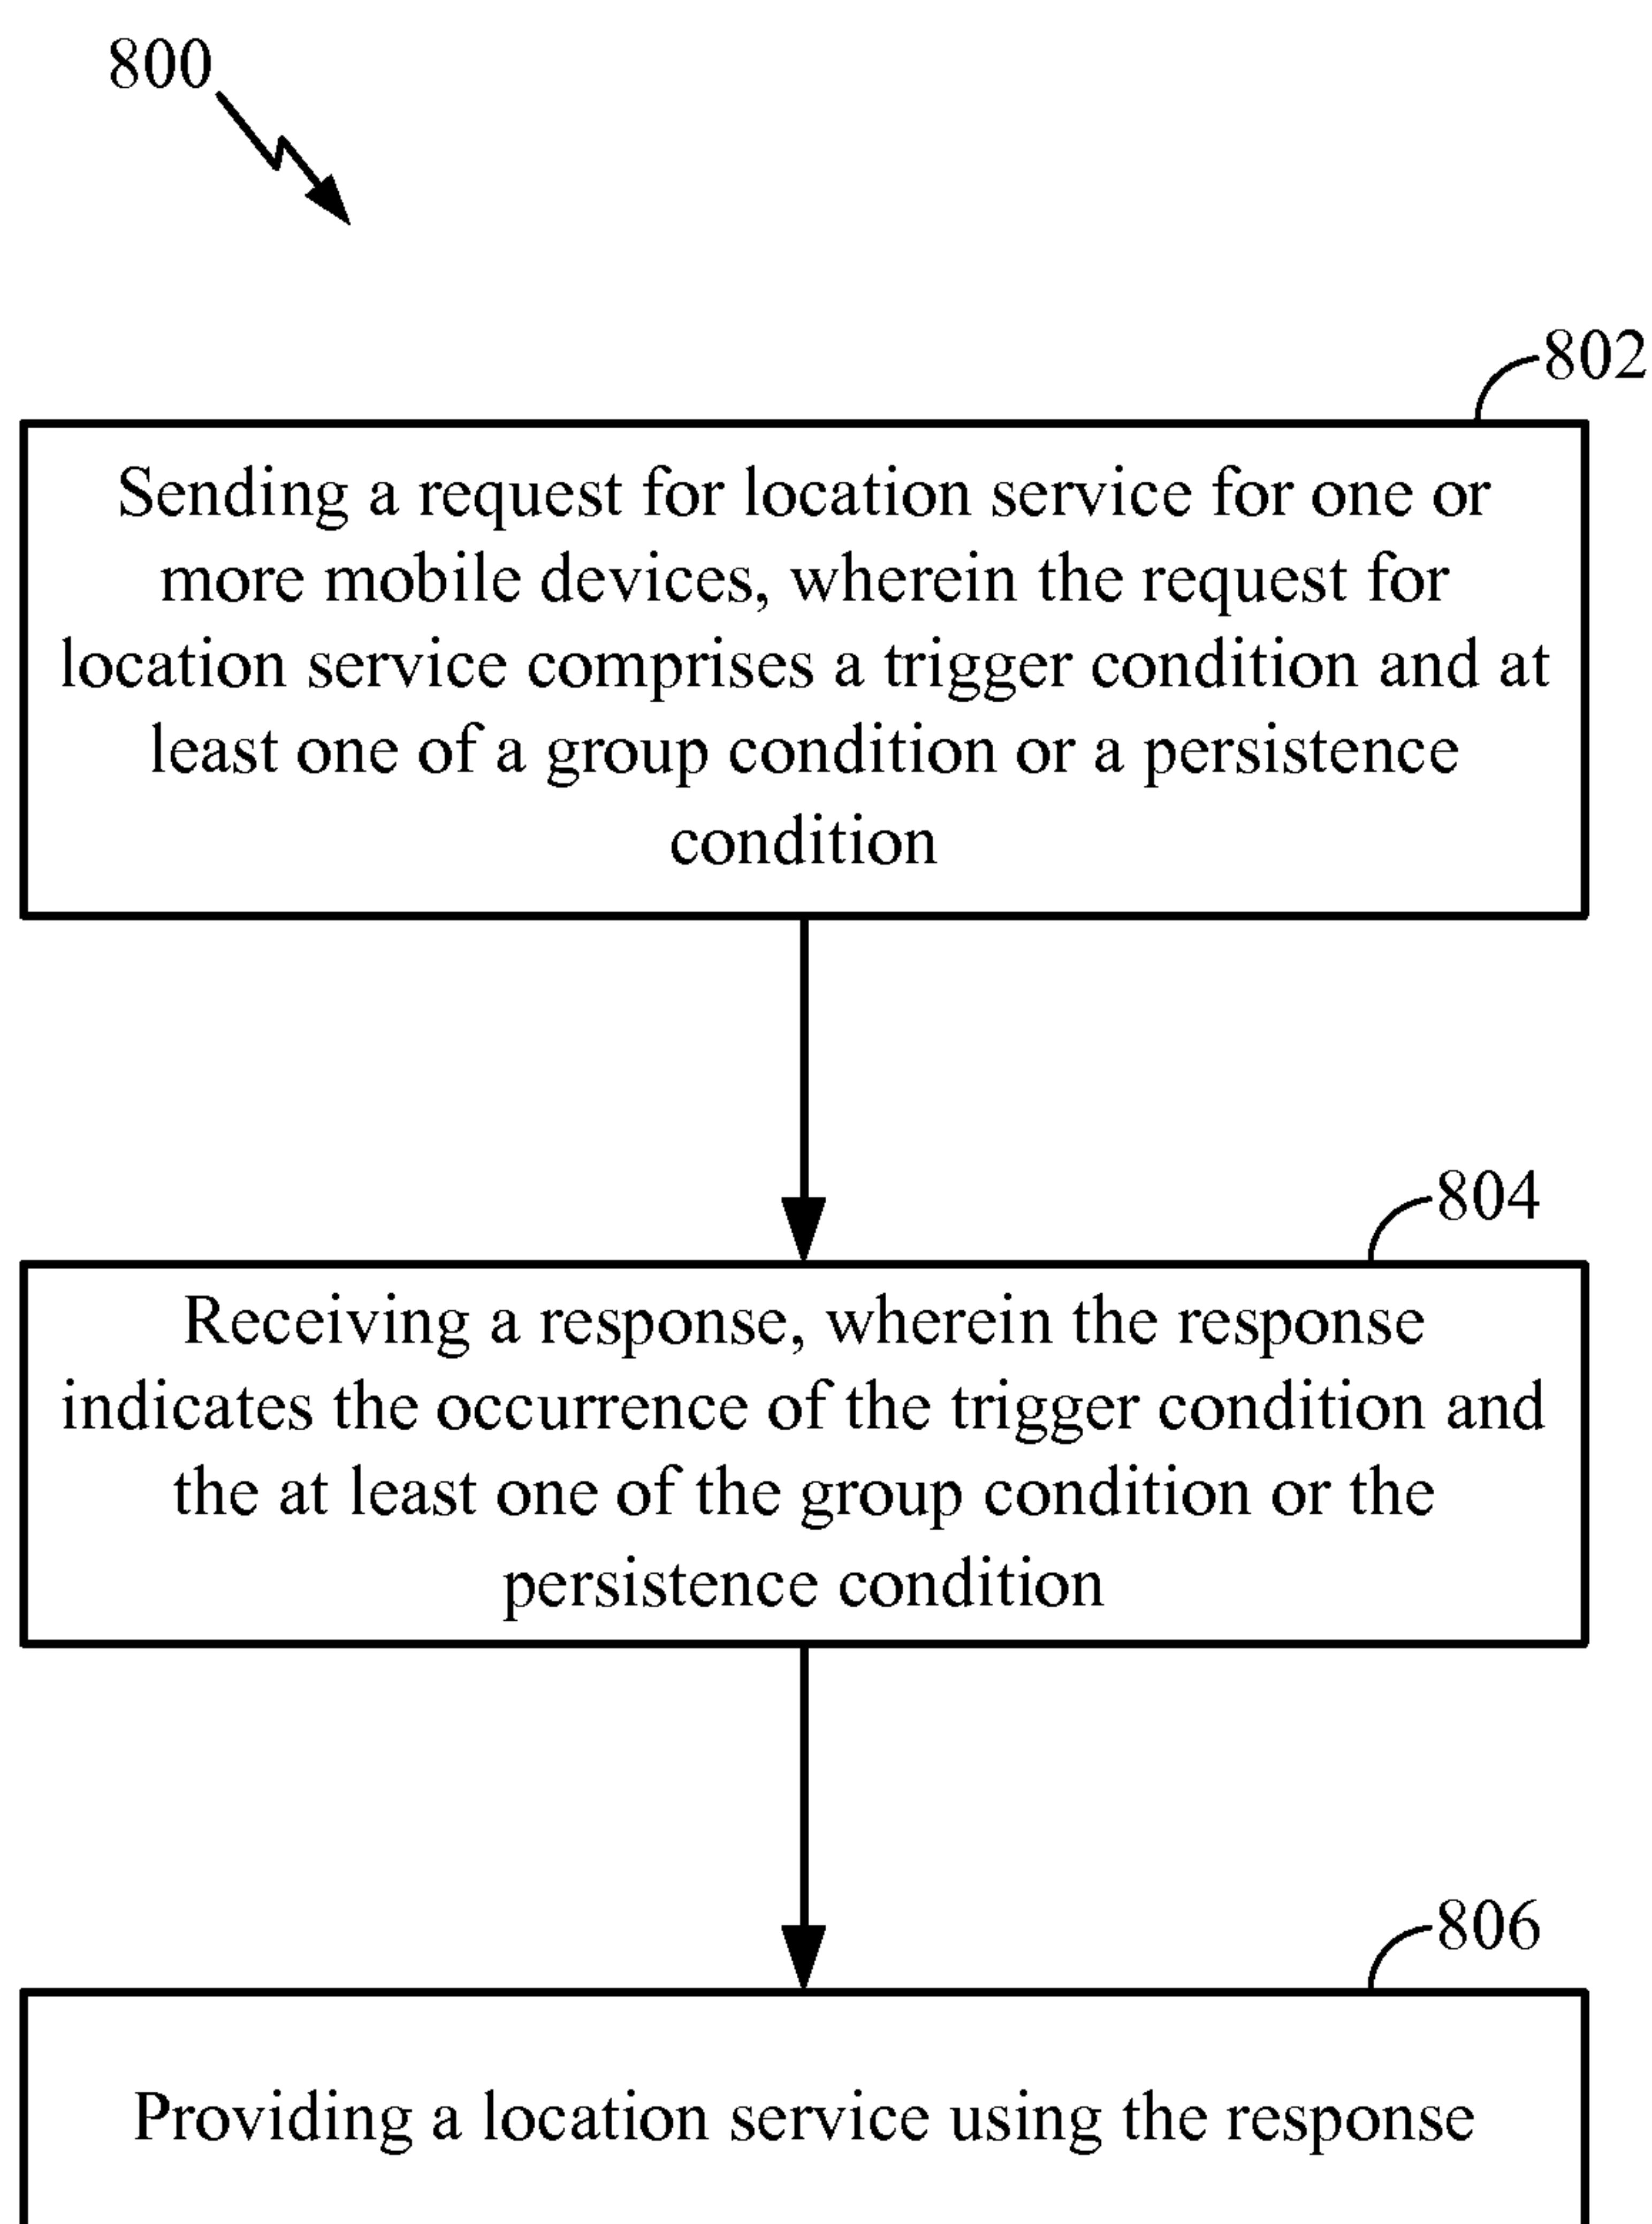 800
802
Sending a request for location service for one or
more mobile devices, wherein the request for
location service comprises a trigger condition and at
least one of a group condition or a persistence
condition
804
Receiving a response, wherein the response
indicates the occurrence of the trigger condition and
the at least one of the group condition or the
persistence condition
806
Providing a location service using the response